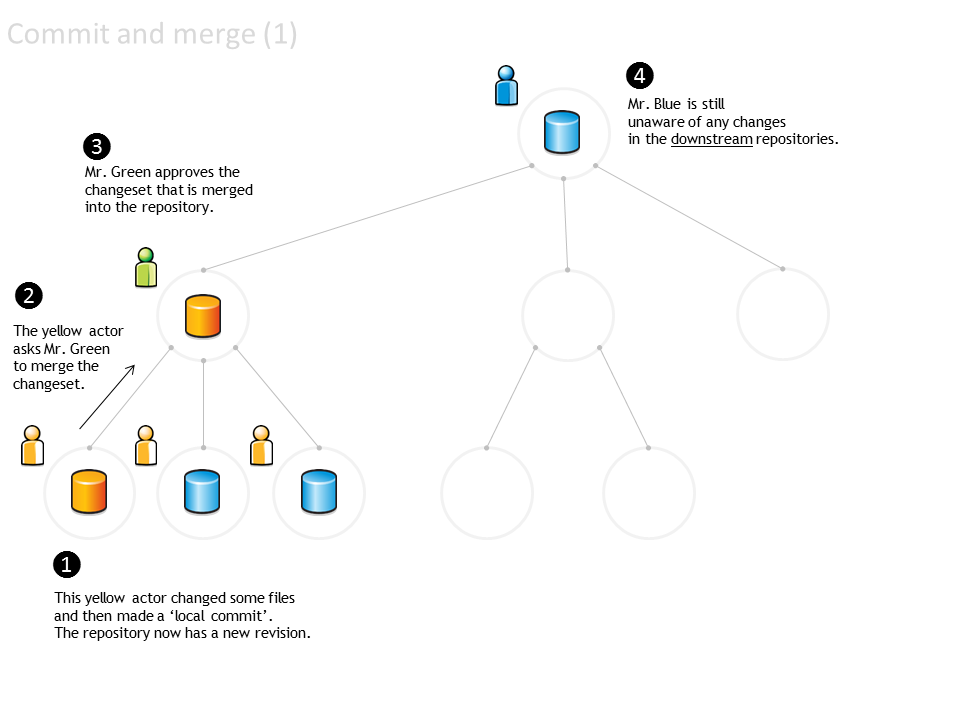 Commit and merge (1)
4
Mr. Blue is still
unaware of any changes
in the downstream repositories.
3
Mr. Green approves the
changeset that is merged
into the repository.
2
The yellow actor
asks Mr. Green
to merge the
changeset.
1
This yellow actor changed some files
and then made a ‘local commit’.
The repository now has a new revision.